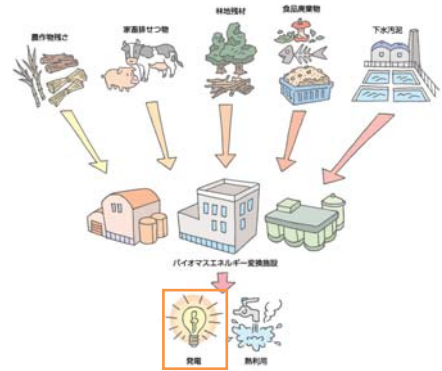 農作物残さ
家畜排せつ物
林地残材
食品廃棄物
下水汚泥
バイオマスエネルギー変換施設
発電
熱利用